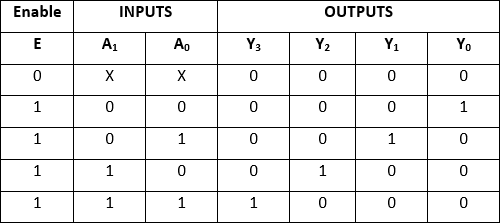 Enable INPUTS OUTPUTS
E A₁ A₀ Y₃ Y₂ Y₁ Y₀
0 X X 0 0 0 0
1 0 0 0 0 0 1
1 0 1 0 0 1 0
1 1 0 0 1 0 0
1 1 1 1 0 0 0